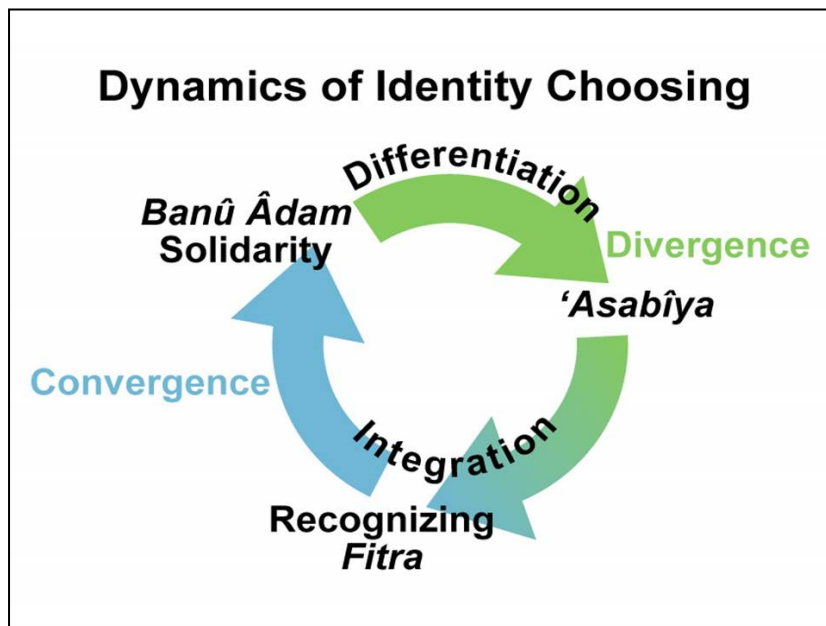 Dynamics of Identity Choosing
Differentiation
Banû Âdam
Solidarity
Divergence
‘Asabîya
Convergence
Integration
Recognizing
Fitra